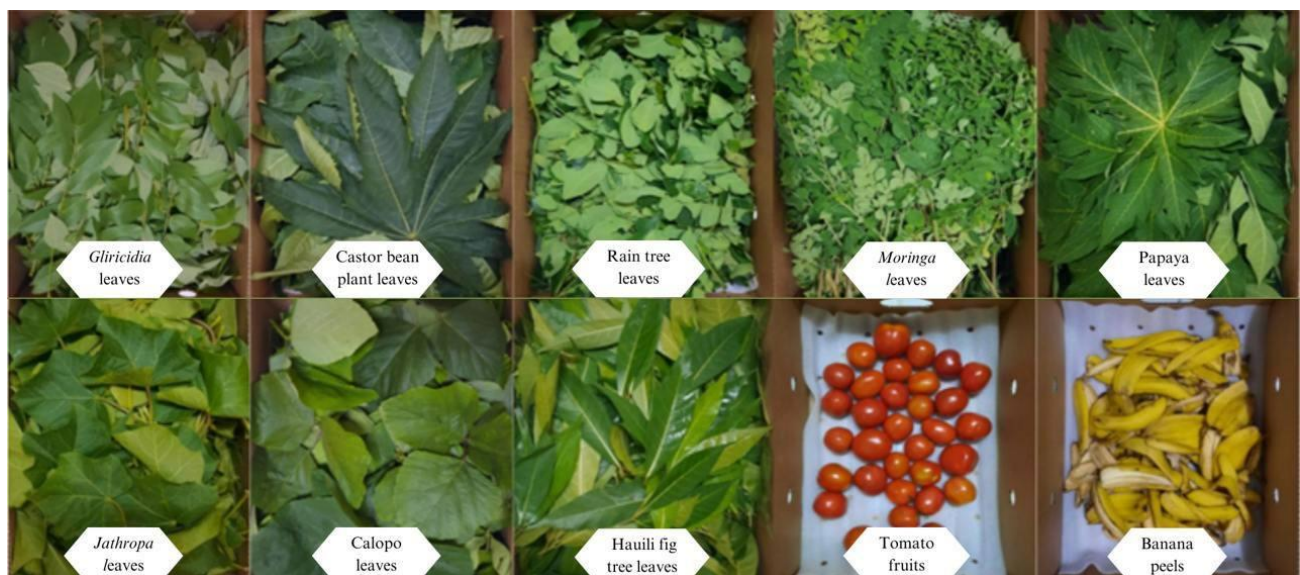 Gliricidia
leaves
Castor bean
plant leaves
Rain tree
leaves
Moringa
leaves
Papaya
leaves
Jathropa
leaves
Calopo
leaves
Hauili fig
tree leaves
Tomato
fruits
Banana
peels